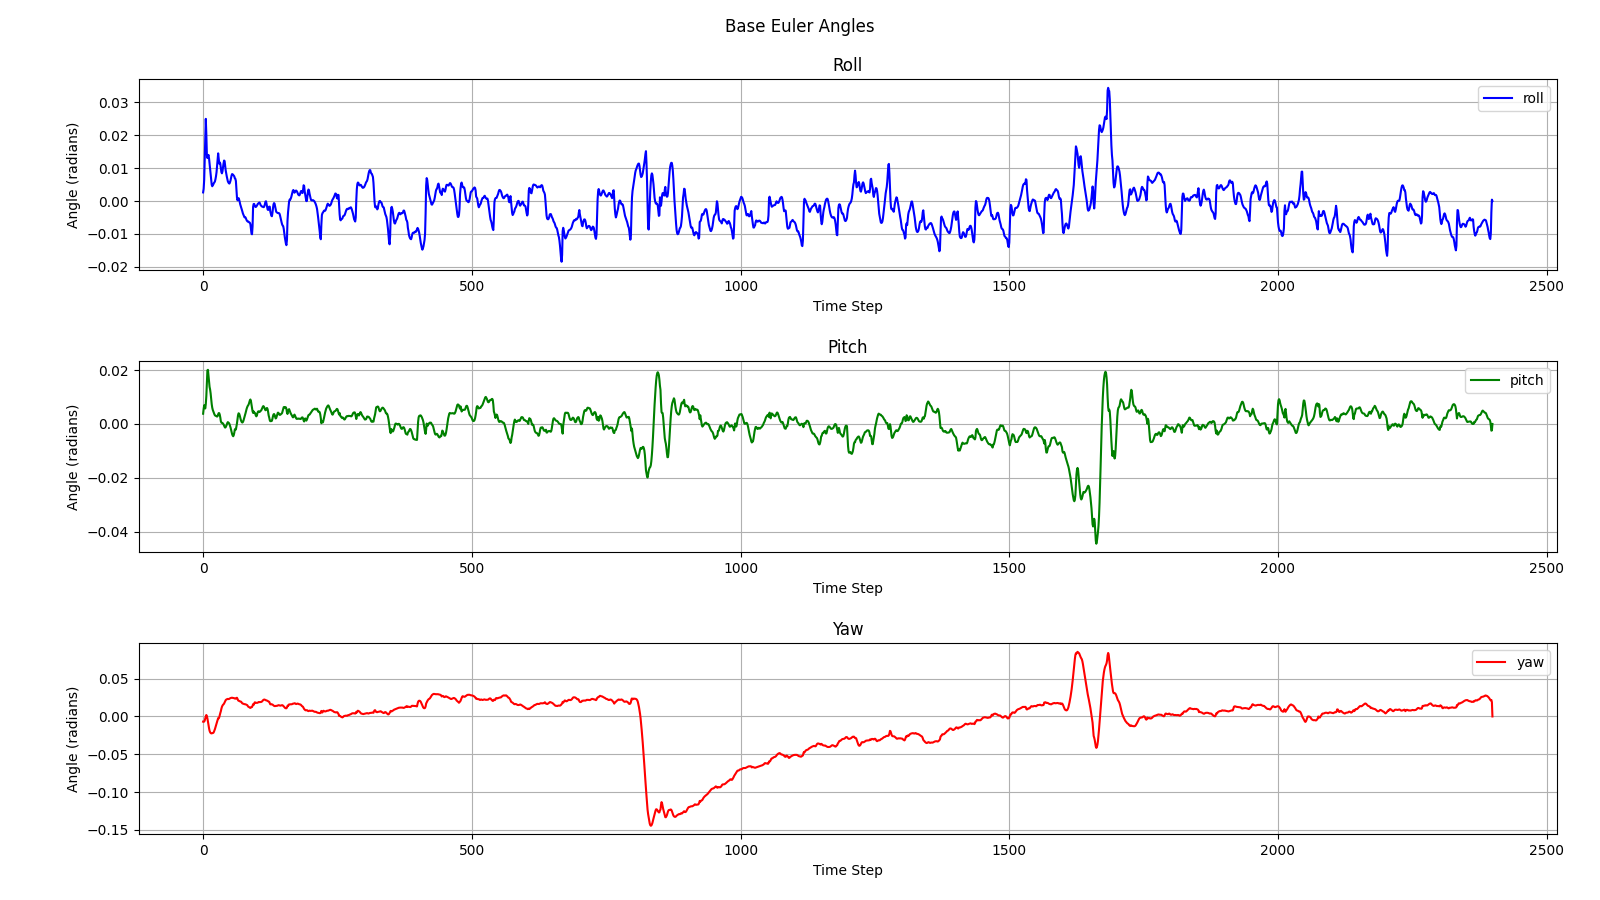 Base Euler Angles
Roll
0.03
0.02
0.01
0.00
−0.01
−0.02
Angle (radians)
roll
0 500 1000 1500 2000 2500
Time Step
Pitch
0.02
0.00
−0.02
−0.04
Angle (radians)
pitch
0 500 1000 1500 2000 2500
Time Step
Yaw
0.05
0.00
−0.05
−0.10
−0.15
Angle (radians)
yaw
0 500 1000 1500 2000 2500
Time Step